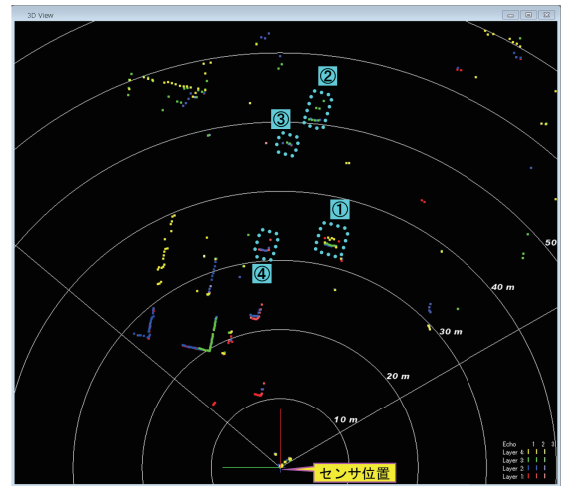 3D View
②
③
①
④
50
40 m
30 m
20 m
10 m
センサ位置
Echo 1 2 3
Layer 4:
Layer 3:
Layer 2:
Layer 1: